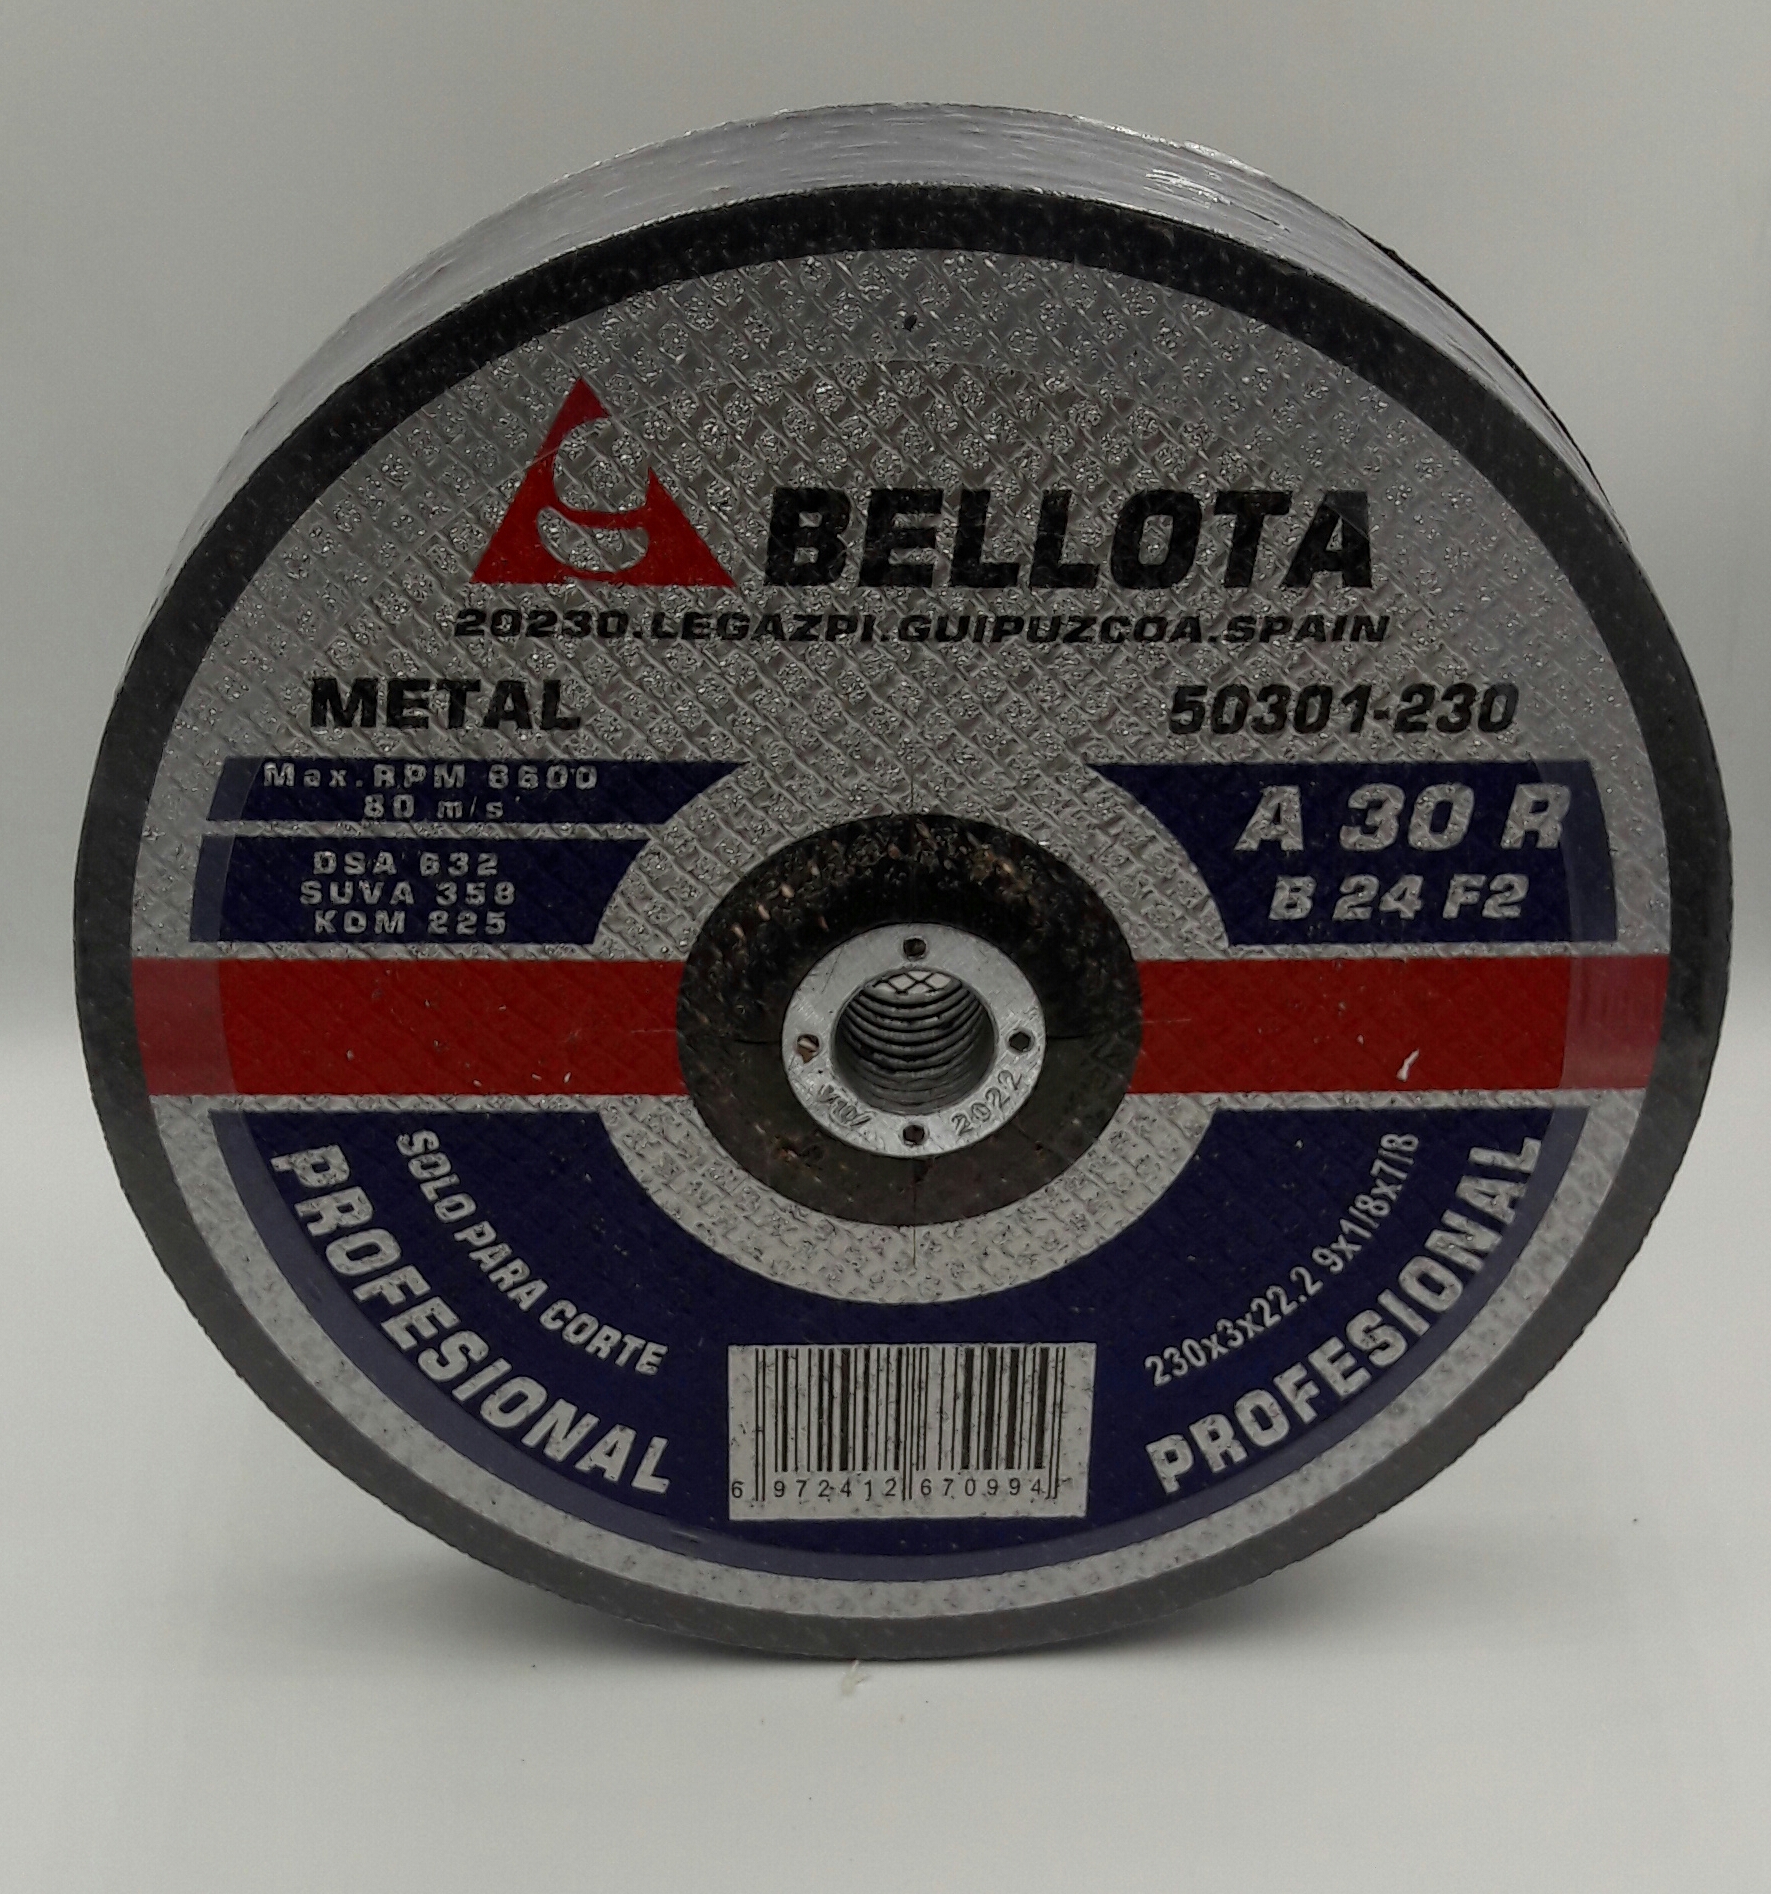 BELLOTA
20230.LEGAZPI.GUIPUZCOA.SPAIN
METAL
50301-230
Max.RPM 6600
80 m/s
DSA 632
SUVA 358
KDM 225
A 30 R
B 24 F2
V10/ 2022
SOLO PARA CORTE
PROFESIONAL
230x3x22.2 9x1/8x7/8
PROFESIONAL
6 972412 670994